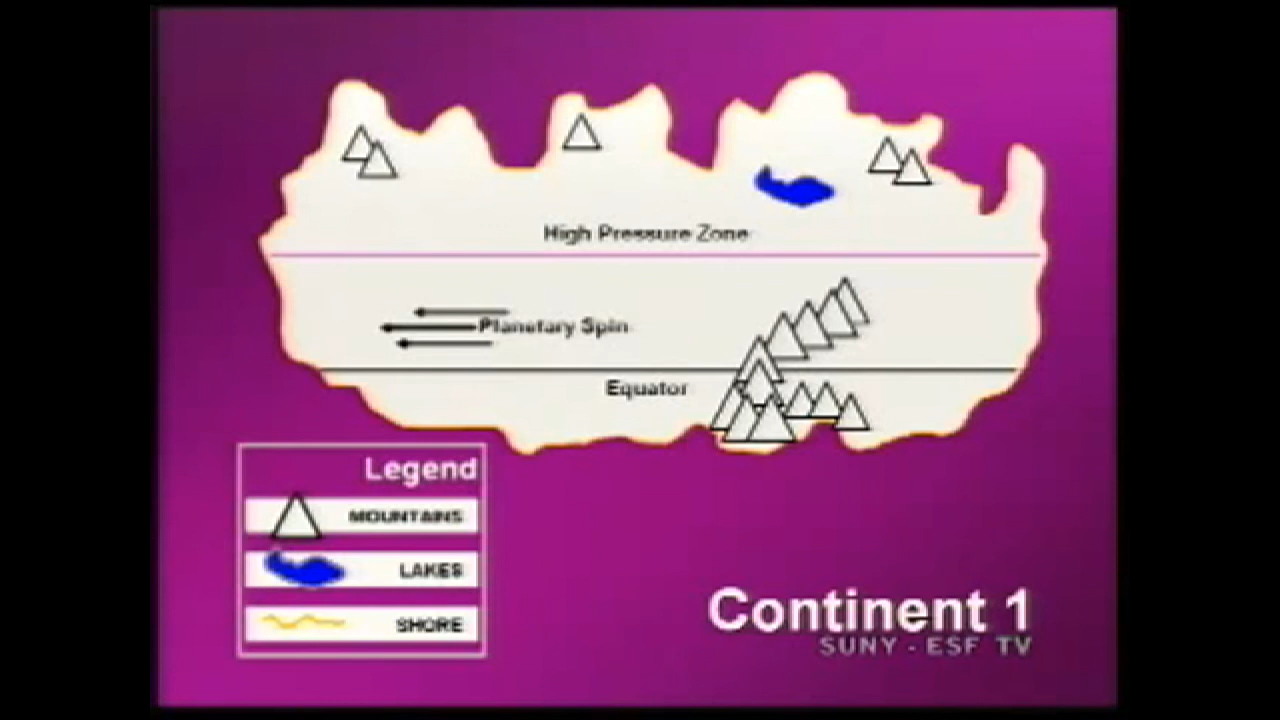 High Pressure Zone
Planetary Spin
Equator
Legend
MOUNTAINS
LAKES
SHORE
Continent 1
SUNY - ESF TV